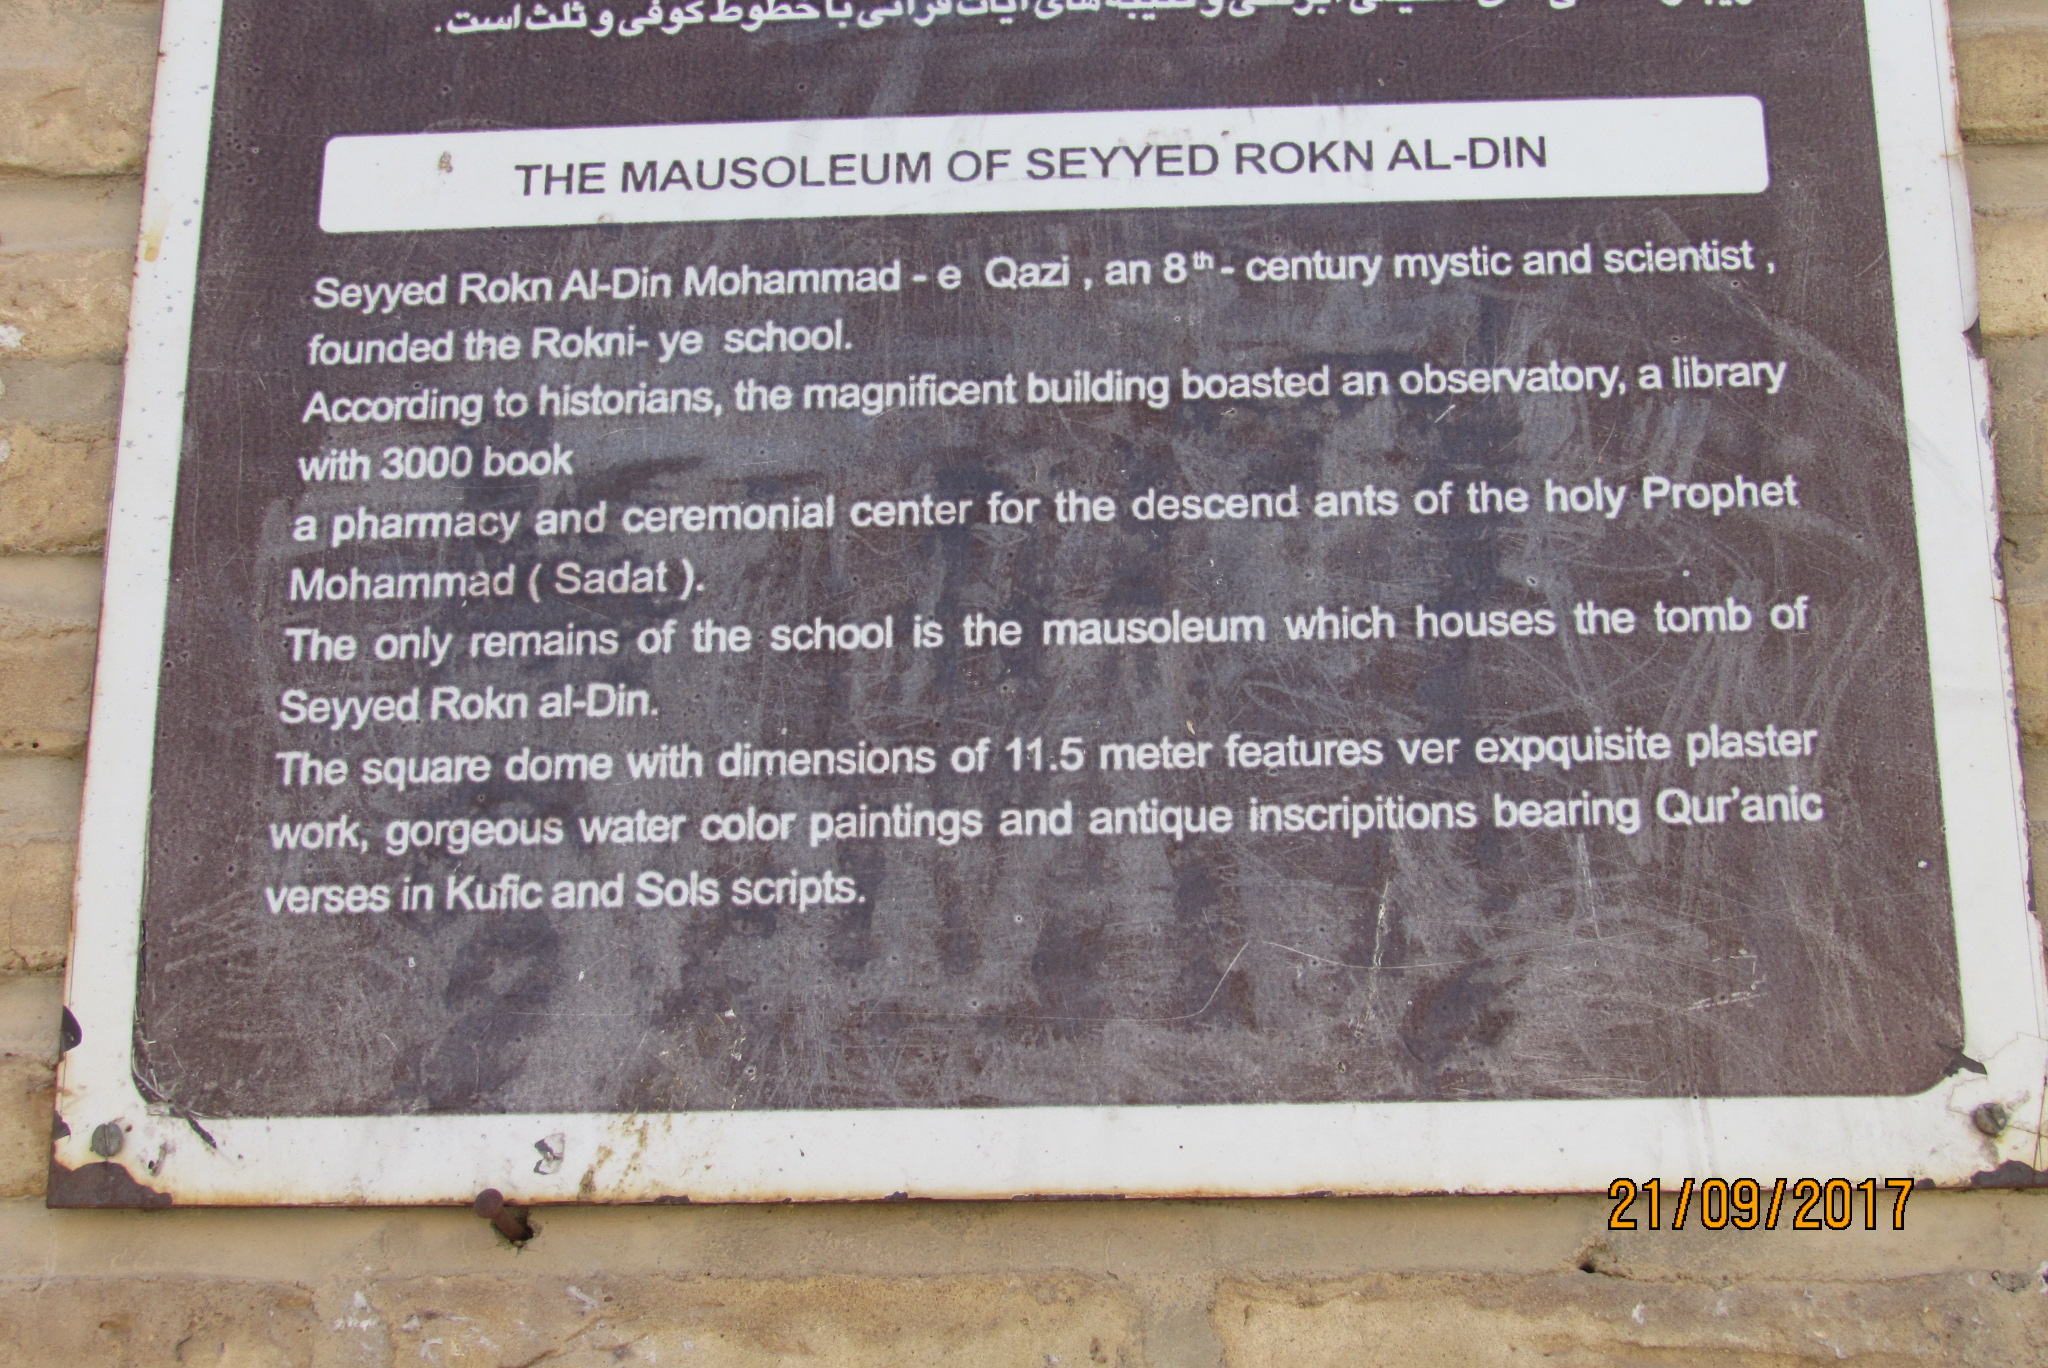 با خطوط کوفی و ثلث است.
THE MAUSOLEUM OF SEYYED ROKN AL-DIN
Seyyed Rokn Al-Din Mohammad - e Qazi , an 8th - century mystic and scientist ,
founded the Rokni- ye school.
According to historians, the magnificent building boasted an observatory, a library
with 3000 book
a pharmacy and ceremonial center for the descend ants of the holy Prophet
Mohammad ( Sadat ).
The only remains of the school is the mausoleum which houses the tomb of
Seyyed Rokn al-Din.
The square dome with dimensions of 11.5 meter features ver expquisite plaster
work, gorgeous water color paintings and antique inscripitions bearing Qur'anic
verses in Kufic and Sols scripts.
21/09/2017